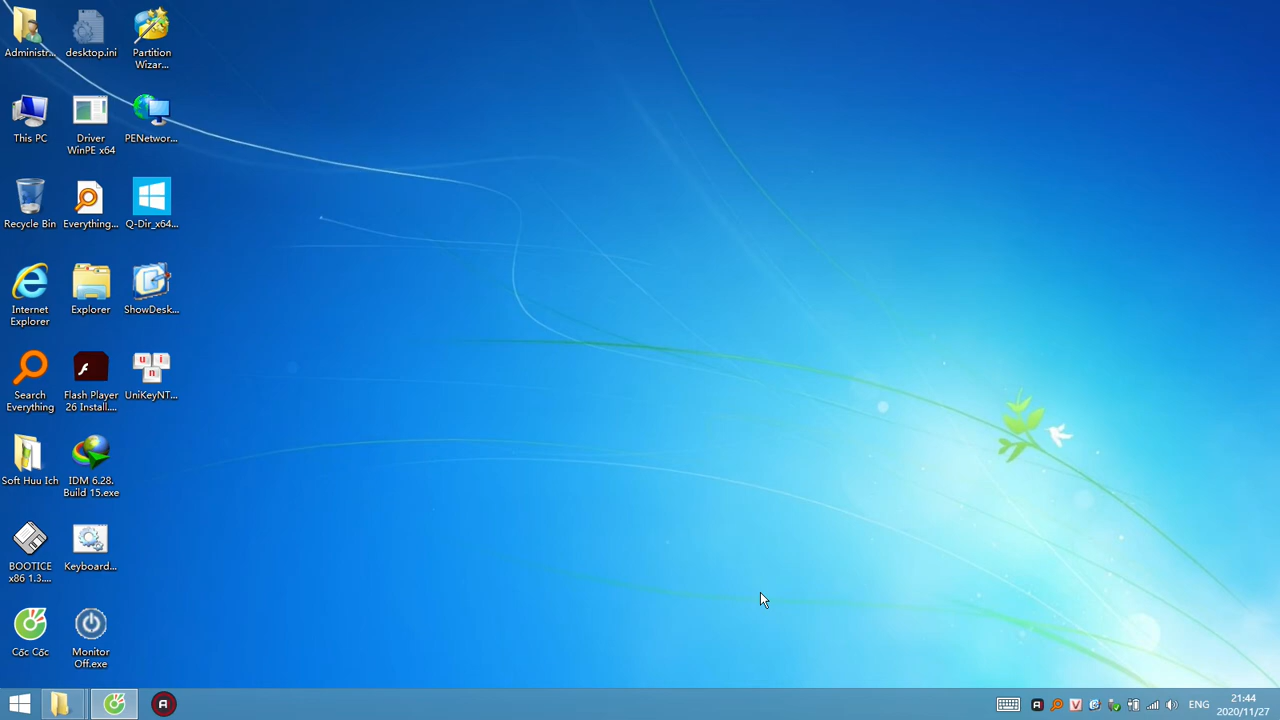 Administr...
desktop.ini
Partition
Wizar...
This PC
Driver
WinPE x64
PENetwor...
Recycle Bin
Everything...
Q-Dir_x64...
Internet
Explorer
Explorer
ShowDesk...
Search
Everything
Flash Player
26 Install....
u
n
i
UniKeyNT...
Soft Huu Ich
IDM 6.28.
Build 15.exe
BOOTICE
x86 1.3....
Keyboard...
Cốc Cốc
Monitor
Off.exe
A
A
V
ENG
21:44
2020/11/27